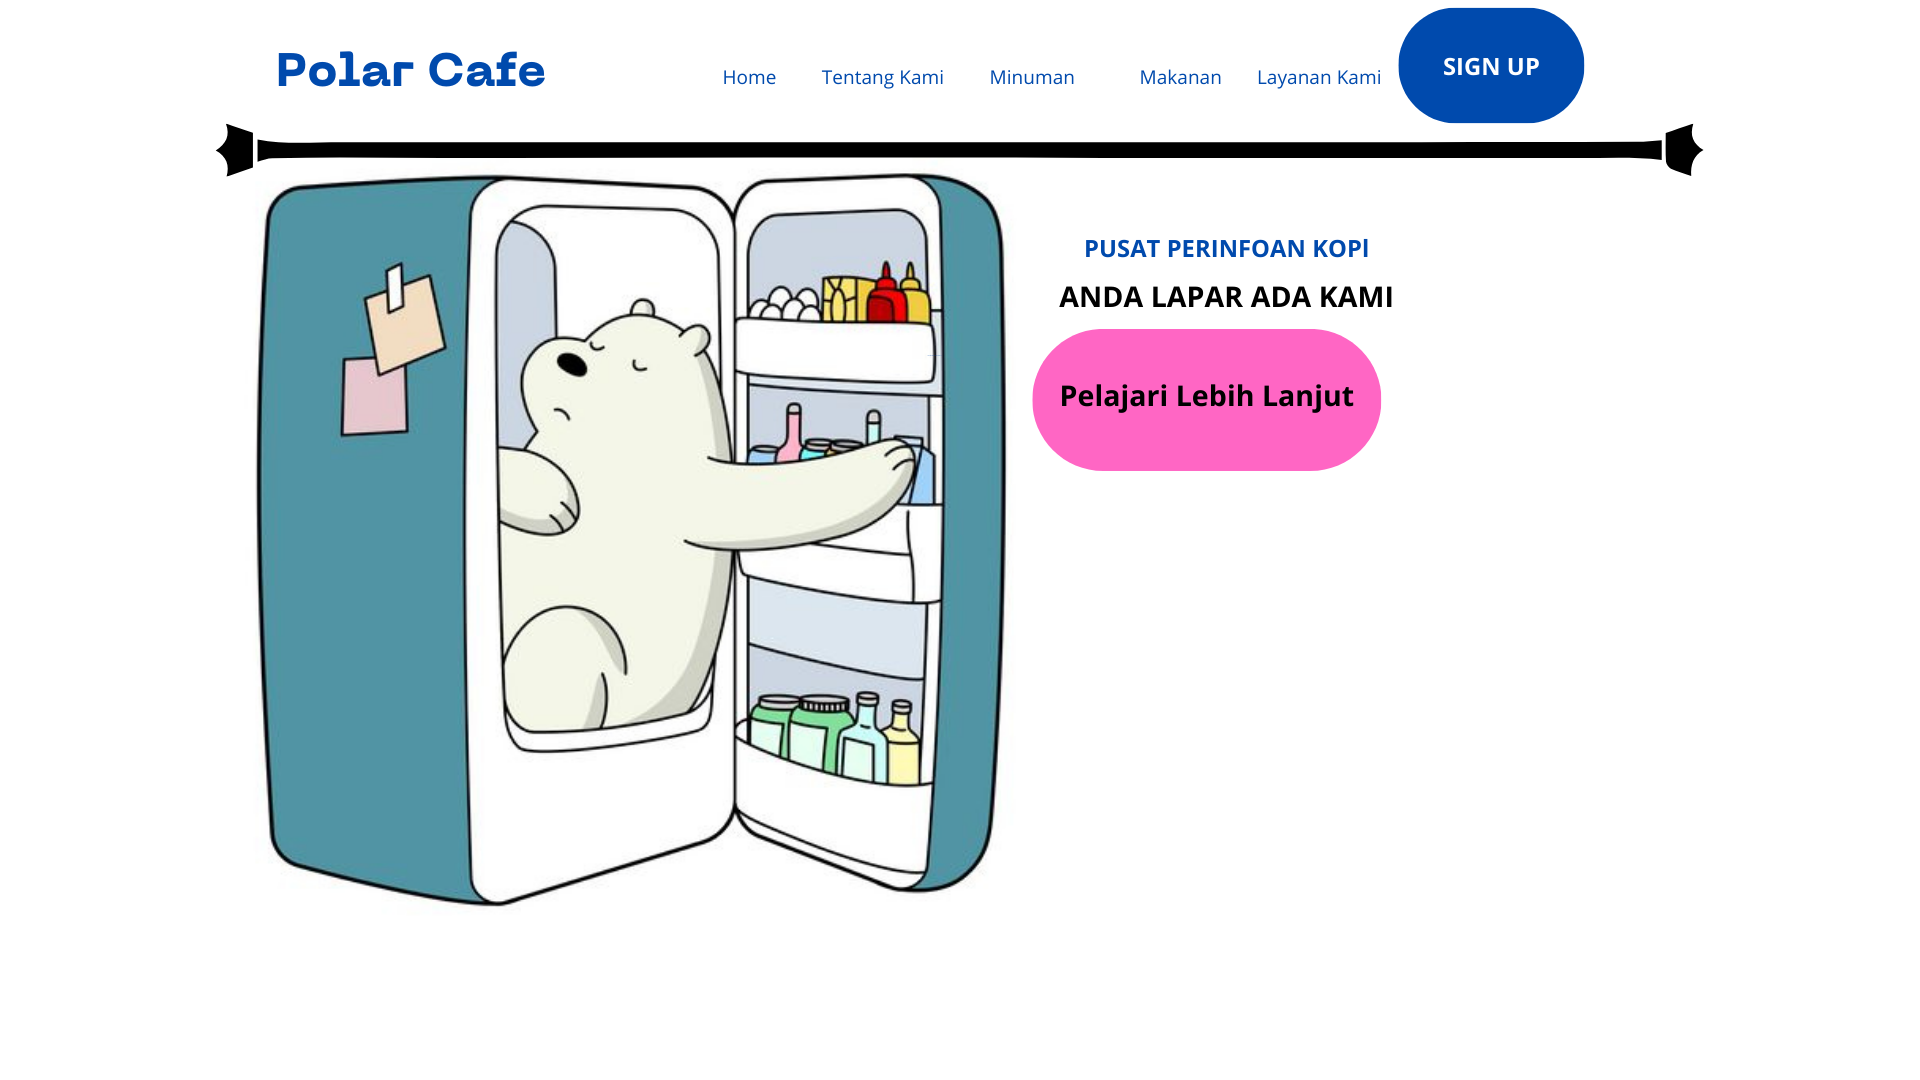 Polar Cafe
Home Tentang Kami Minuman Makanan Layanan Kami SIGN UP
PUSAT PERINFOAN KOPl
ANDA LAPAR ADA KAMI
Pelajari Lebih Lanjut